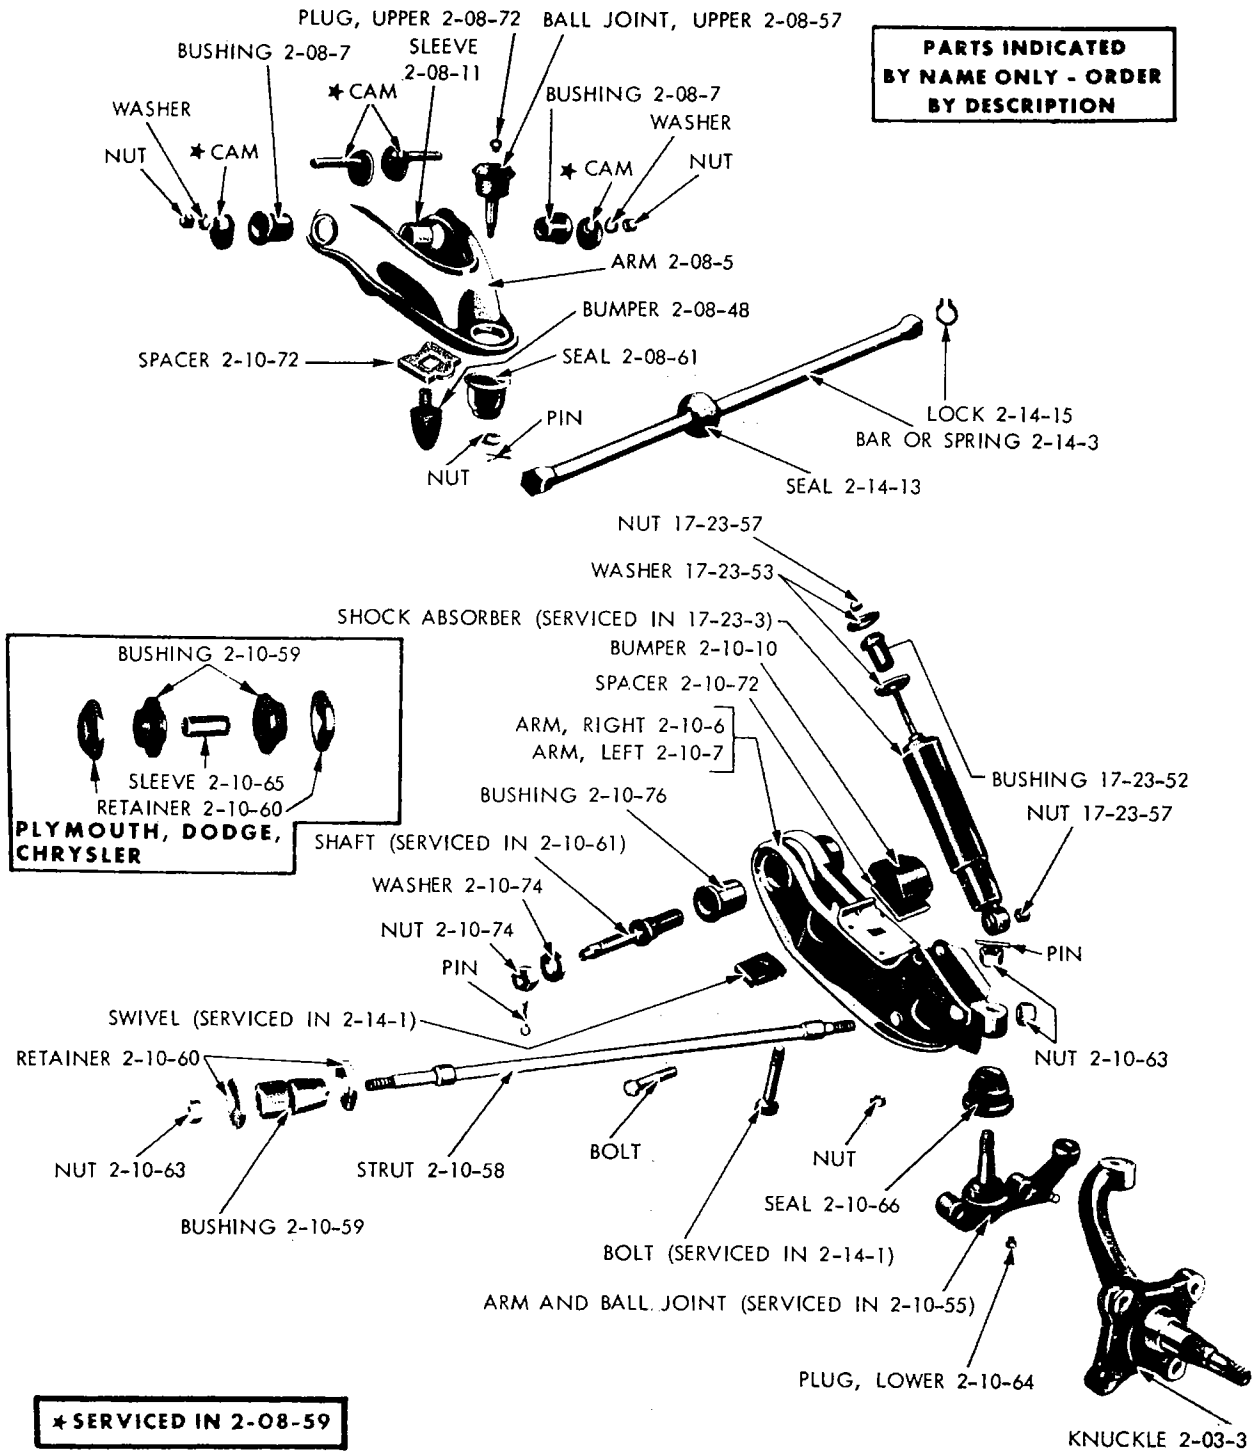 PLUG, UPPER 2-08-72
BALL JOINT, UPPER 2-08-57
BUSHING 2-08-7
SLEEVE
2-08-11
PARTS INDICATED
BY NAME ONLY - ORDER
BY DESCRIPTION
★ CAM
BUSHING 2-08-7
WASHER
WASHER
NUT
★ CAM
★ CAM
NUT
ARM 2-08-5
BUMPER 2-08-48
SPACER 2-10-72
SEAL 2-08-61
PIN
NUT
LOCK 2-14-15
BAR OR SPRING 2-14-3
SEAL 2-14-13
NUT 17-23-57
WASHER 17-23-53
SHOCK ABSORBER (SERVICED IN 17-23-3)
BUMPER 2-10-10
SPACER 2-10-72
ARM, RIGHT 2-10-6
ARM, LEFT 2-10-7
BUSHING 2-10-59
SLEEVE 2-10-65
RETAINER 2-10-60
PLYMOUTH, DODGE,
CHRYSLER
BUSHING 2-10-76
BUSHING 17-23-52
NUT 17-23-57
SHAFT (SERVICED IN 2-10-61)
WASHER 2-10-74
NUT 2-10-74
PIN
PIN
SWIVEL (SERVICED IN 2-14-1)
RETAINER 2-10-60
NUT 2-10-63
NUT 2-10-63
STRUT 2-10-58
BOLT
NUT
BUSHING 2-10-59
SEAL 2-10-66
BOLT (SERVICED IN 2-14-1)
ARM AND BALL JOINT (SERVICED IN 2-10-55)
PLUG, LOWER 2-10-64
★ SERVICED IN 2-08-59
KNUCKLE 2-03-3